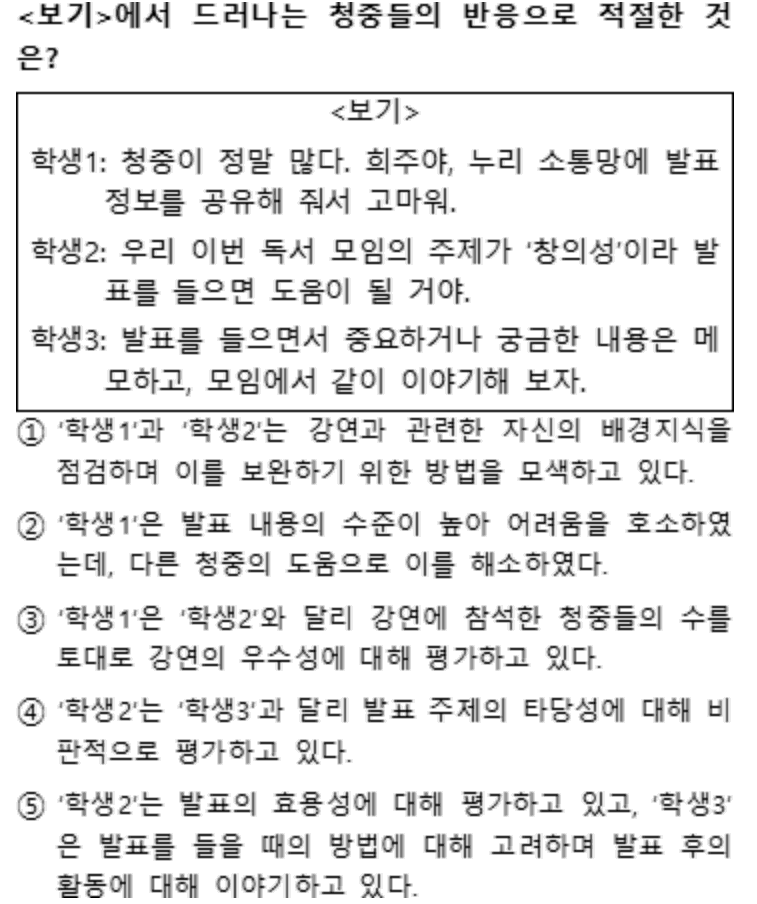 <보기>에서 드러나는 청중들의 반응으로 적절한 것
은?
<보기>
학생1: 청중이 정말 많다. 희주야, 누리 소통망에 발표
정보를 공유해 줘서 고마워.
학생2: 우리 이번 독서 모임의 주제가 '창의성'이라 발
표를 들으면 도움이 될 거야.
학생3: 발표를 들으면서 중요하거나 궁금한 내용은 메
모하고, 모임에서 같이 이야기해 보자.
① '학생1'과 '학생2'는 강연과 관련한 자신의 배경지식을
점검하며 이를 보완하기 위한 방법을 모색하고 있다.
② '학생1'은 발표 내용의 수준이 높아 어려움을 호소하였
는데, 다른 청중의 도움으로 이를 해소하였다.
③ '학생1'은 '학생2'와 달리 강연에 참석한 청중들의 수를
토대로 강연의 우수성에 대해 평가하고 있다.
④ '학생2'는 '학생3'과 달리 발표 주제의 타당성에 대해 비
판적으로 평가하고 있다.
⑤ '학생2'는 발표의 효용성에 대해 평가하고 있고, '학생3'
은 발표를 들을 때의 방법에 대해 고려하며 발표 후의
활동에 대해 이야기하고 있다.